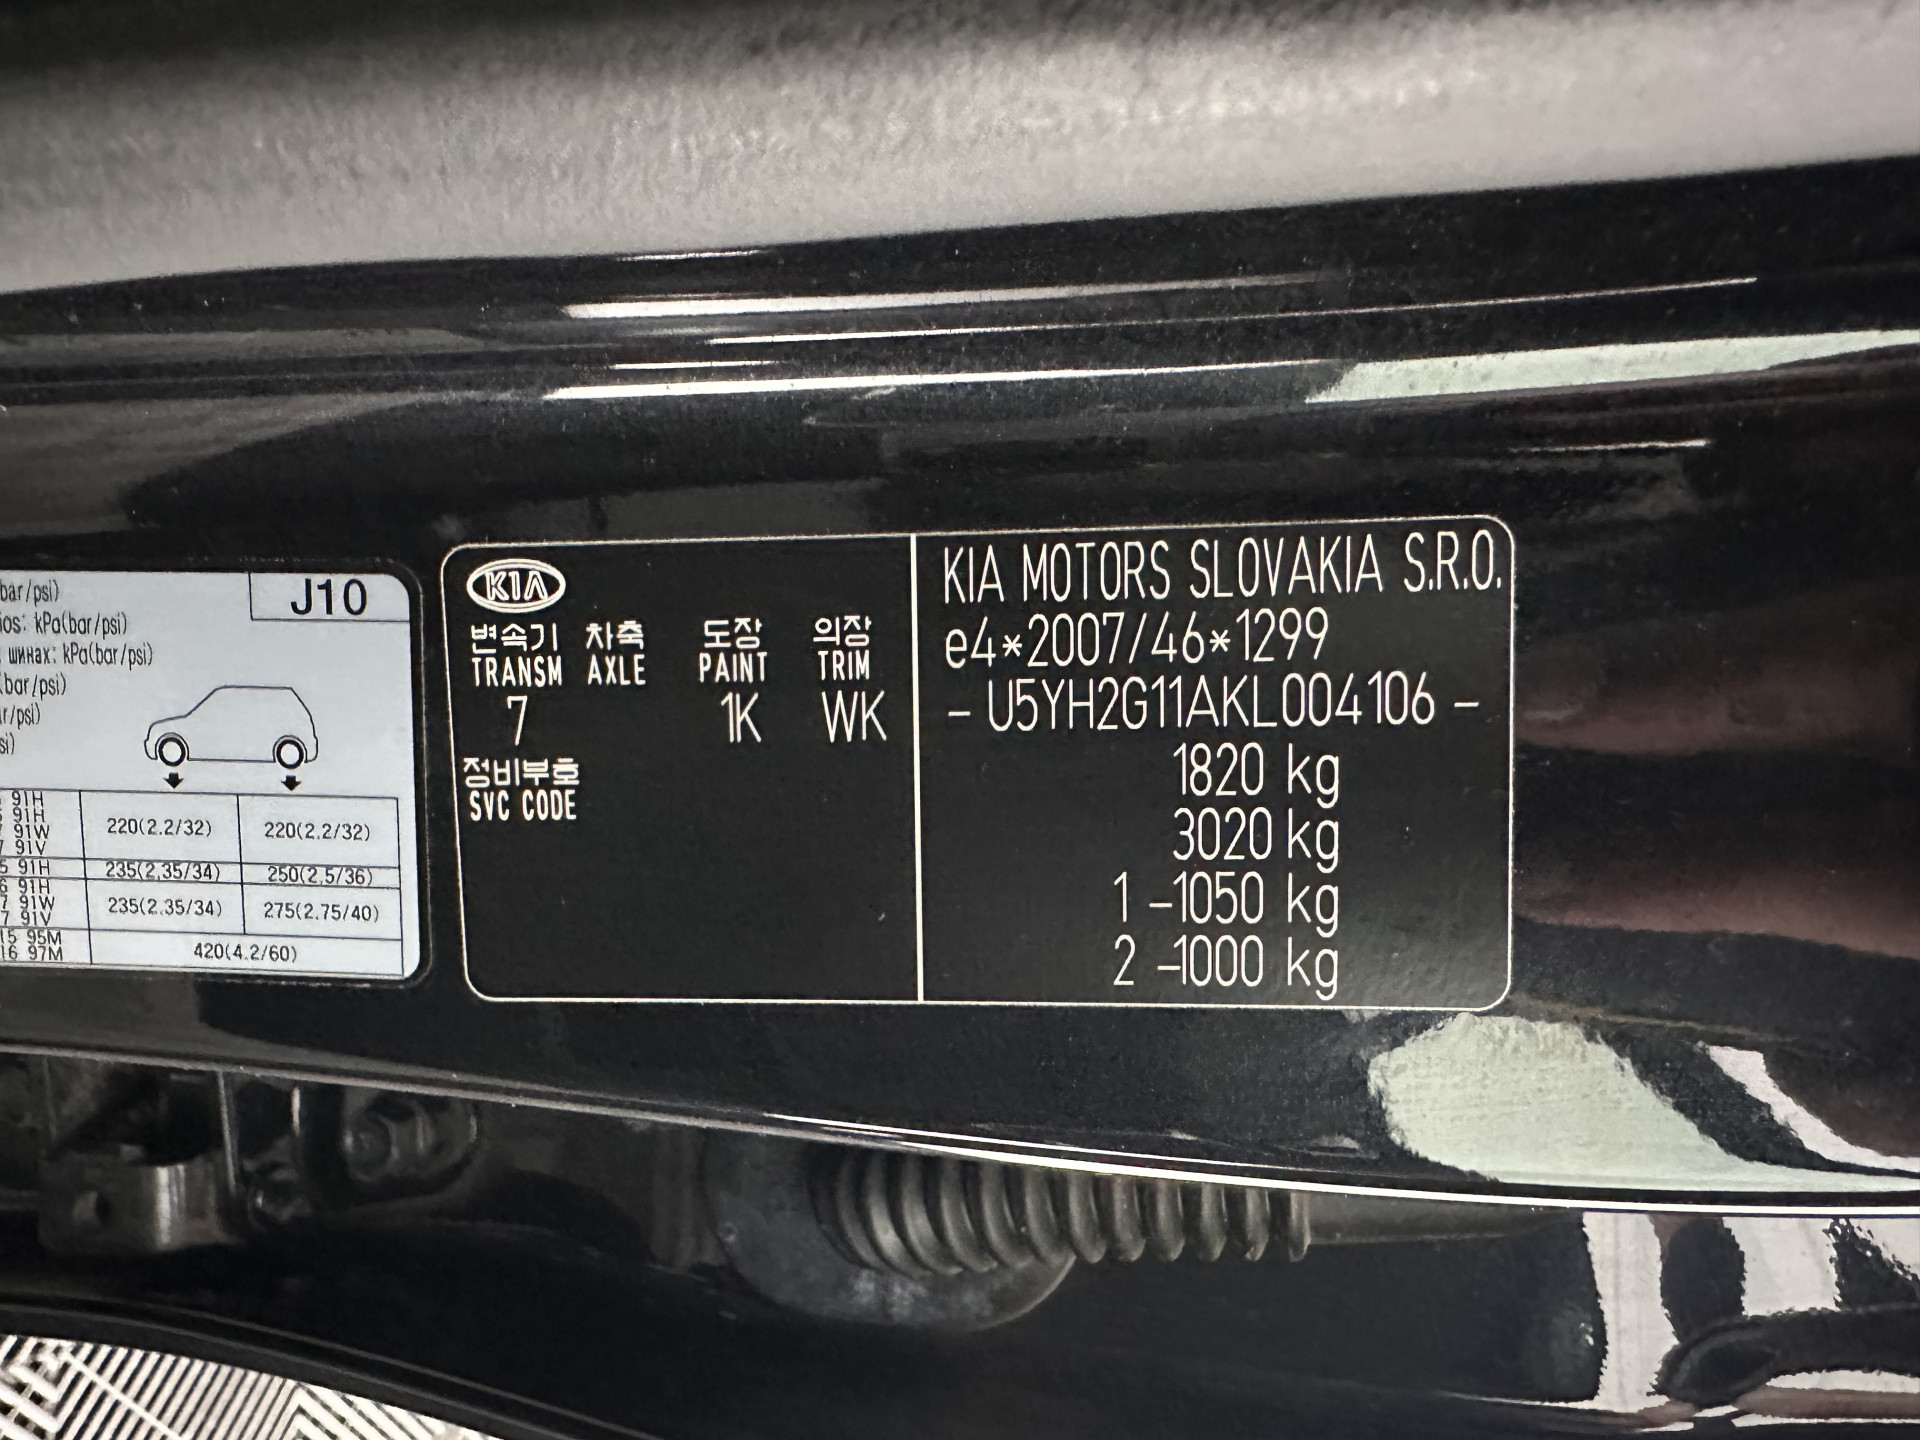 bar/psi)
J10
ios: kPa(bar/psi)
шинах: kPa(bar/psi)
(bar/psi)
r/psi)
si)
91H
91H
91W
91V
220(2.2/32) 220(2.2/32)
91H 235(2.35/34) 250(2.5/36)
91H
91W
91V
235(2.35/34) 275(2.75/40)
95M
97M
420(4.2/60)
KIA
변속기 차축 도장 의장
TRANSM AXLE PAINT TRIM
7 1K WK
정비부호
SVC CODE
KIA MOTORS SLOVAKIA S.R.O.
e4*2007/46*1299
- U5YH2G11AKL004106 -
1820 kg
3020 kg
1 -1050 kg
2 -1000 kg